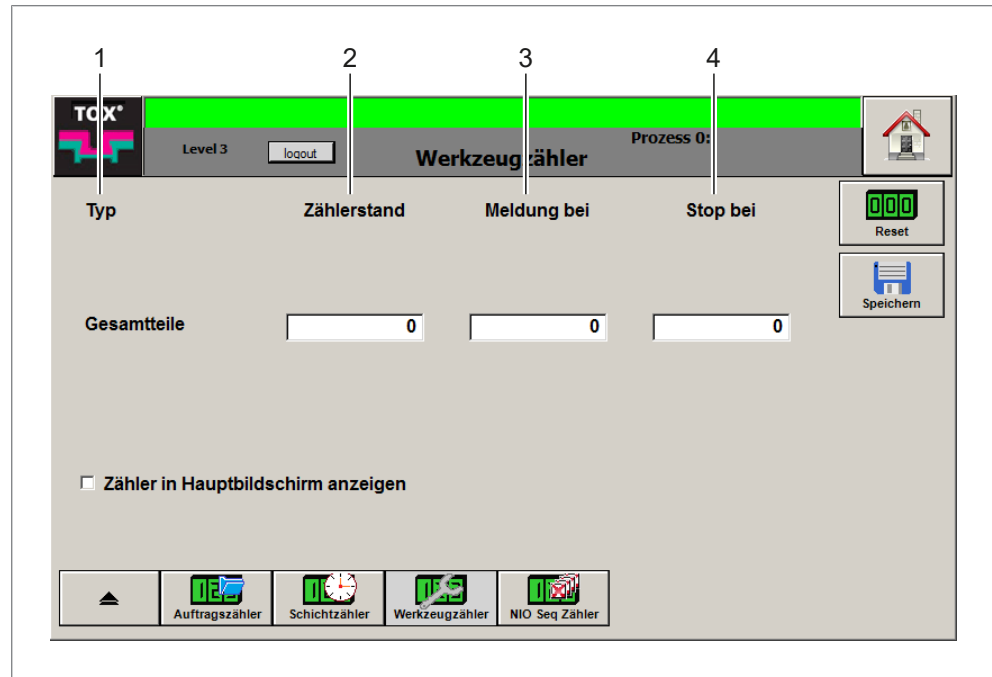 1 2 3 4
TOX®
Level 3 logout Werkzeugzähler Prozess 0:
Typ Zählerstand Meldung bei Stop bei
000
Reset
Speichern
Gesamtteile 0 0 0
Zähler in Hauptbildschirm anzeigen
Auftragszähler Schichtzähler Werkzeugzähler NIO Seq Zähler